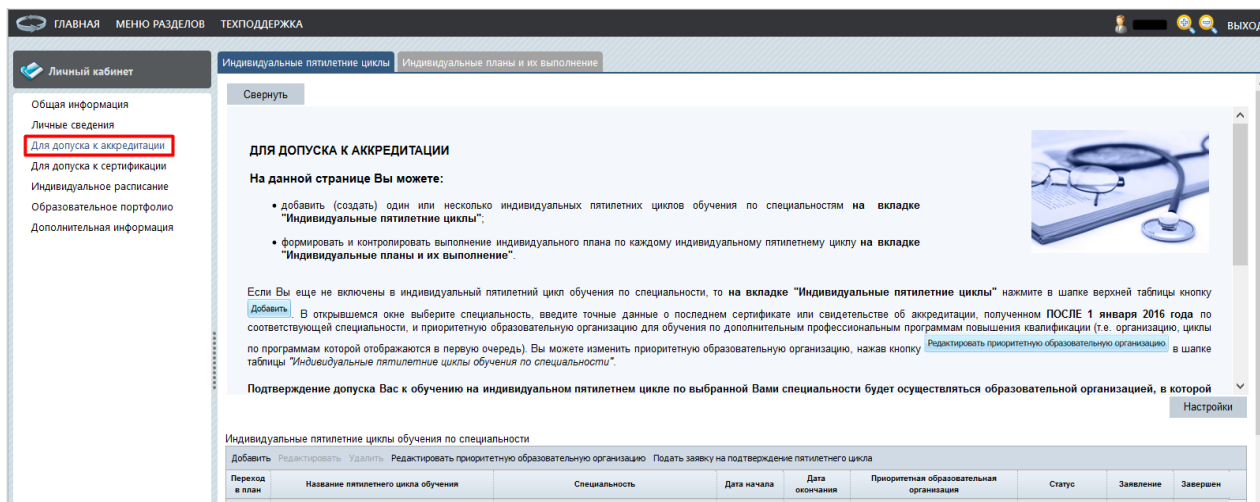 ГЛАВНАЯ МЕНЮ РАЗДЕЛОВ ТЕХПОДДЕРЖКА ВЫХОД
Личный кабинет
Общая информация
Личные сведения
Для допуска к аккредитации
Для допуска к сертификации
Индивидуальное расписание
Образовательное портфолио
Дополнительная информация
Индивидуальные пятилетние циклы Индивидуальные планы и их выполнение
Свернуть
ДЛЯ ДОПУСКА К АККРЕДИТАЦИИ
На данной странице Вы можете:
• добавить (создать) один или несколько индивидуальных пятилетних циклов обучения по специальностям на вкладке
"Индивидуальные пятилетние циклы";
• формировать и контролировать выполнение индивидуального плана по каждому индивидуальному пятилетнему циклу на вкладке
"Индивидуальные планы и их выполнение".
Если Вы еще не включены в индивидуальный пятилетний цикл обучения по специальности, то на вкладке "Индивидуальные пятилетние циклы" нажмите в шапке верхней таблицы кнопку
Добавить. В открывшемся окне выберите специальность, введите точные данные о последнем сертификате или свидетельстве об аккредитации, полученном ПОСЛЕ 1 января 2016 года по
соответствующей специальности, и приоритетную образовательную организацию для обучения по дополнительным профессиональным программам повышения квалификации (т.е. организацию, циклы
по программам которой отображаются в первую очередь). Вы можете изменить приоритетную образовательную организацию, нажав кнопку Редактировать приоритетную образовательную организацию в шапке
таблицы "Индивидуальные пятилетние циклы обучения по специальности".
Подтверждение допуска Вас к обучению на индивидуальном пятилетнем цикле по выбранной Вами специальности будет осуществляться образовательной организацией, в которой
Настройки
Индивидуальные пятилетние циклы обучения по специальности
Добавить Редактировать Удалить Редактировать приоритетную образовательную организацию Подать заявку на подтверждение пятилетнего цикла
Переход в план Название пятилетнего цикла обучения Специальность Дата начала Дата окончания Приоритетная образовательная организация Статус Заявление Завершен